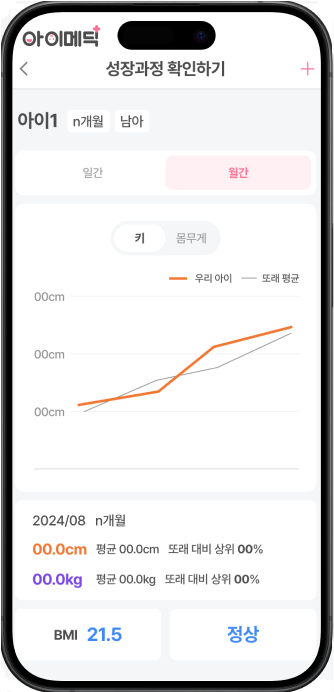 아이메딕
성장과정 확인하기
아이1 n개월 남아
일간 월간
키 몸무게
우리 아이 또래 평균
00cm
00cm
00cm
2024/08 n개월
00.0cm 평균 00.0cm 또래 대비 상위 00%
00.0kg 평균 00.0kg 또래 대비 상위 00%
BMI 21.5 정상